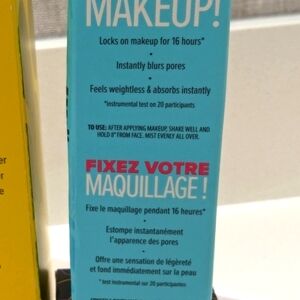 MAKEUP!
Locks on makeup for 16 hours*
•
Instantly blurs pores
•
Feels weightless & absorbs instantly
*instrumental test on 20 participants
TO USE: AFTER APPLYING MAKEUP, SHAKE WELL AND
HOLD 8" FROM FACE. MIST EVENLY ALL OVER.
FIXEZ VOTRE
MAQUILLAGE !
Fixe le maquillage pendant 16 heures*
•
Estompe instantanément
l'apparence des pores
•
Offre une sensation de légèreté
et fond immédiatement sur la peau
* test instrumental sur 20 participants